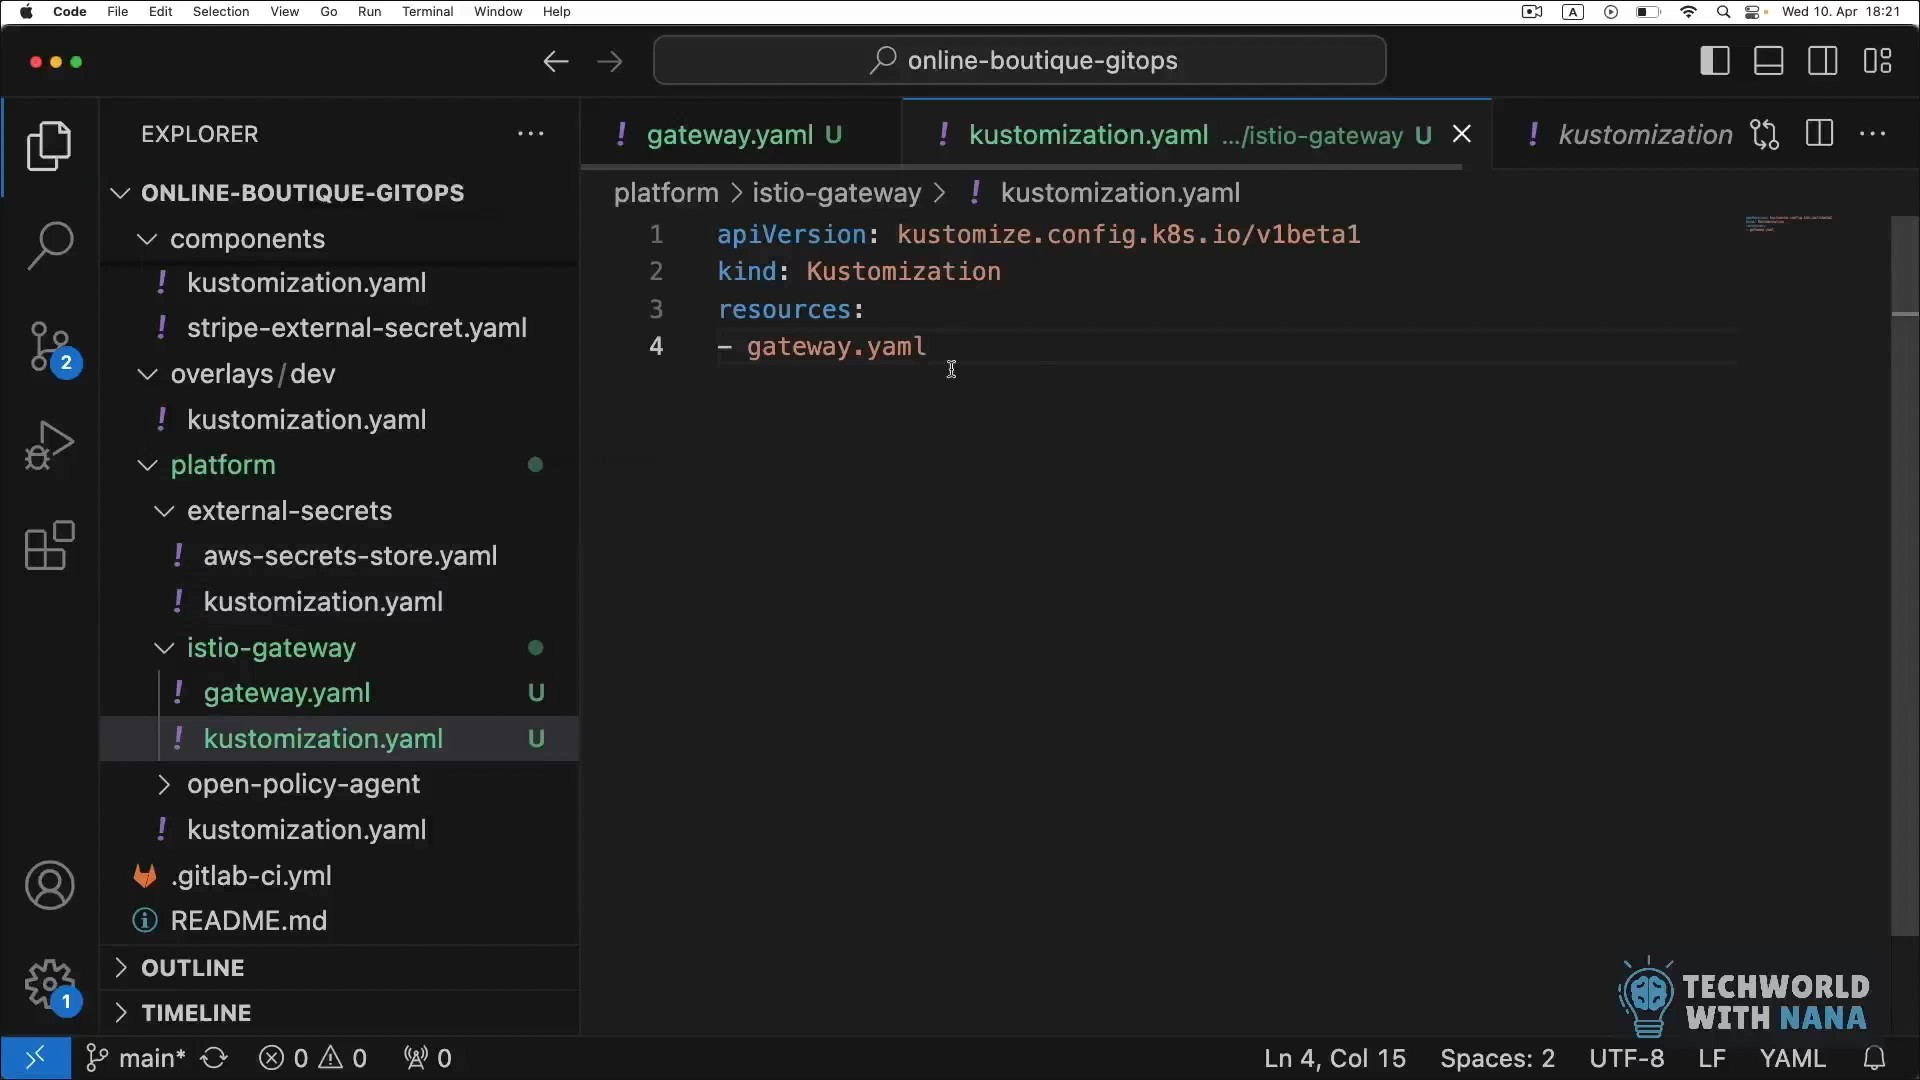 Code File Edit Selection View Go Run Terminal Window Help A Wed 10. Apr 18:21
online-boutique-gitops
EXPLORER
ONLINE-BOUTIQUE-GITOPS
components
! kustomization.yaml
! stripe-external-secret.yaml
overlays/dev
! kustomization.yaml
platform
external-secrets
! aws-secrets-store.yaml
! kustomization.yaml
istio-gateway
! gateway.yaml U
! kustomization.yaml U
open-policy-agent
! kustomization.yaml
.gitlab-ci.yml
README.md
OUTLINE
TIMELINE
2
1
! gateway.yaml U
! kustomization.yaml .../istio-gateway U
! kustomization
platform > istio-gateway > ! kustomization.yaml
1 apiVersion: kustomize.config.k8s.io/v1beta1
2 kind: Kustomization
3 resources:
4 - gateway.yaml
TECHWORLD
WITH NANA
main* 0 0 0 Ln 4, Col 15 Spaces: 2 UTF-8 LF YAML